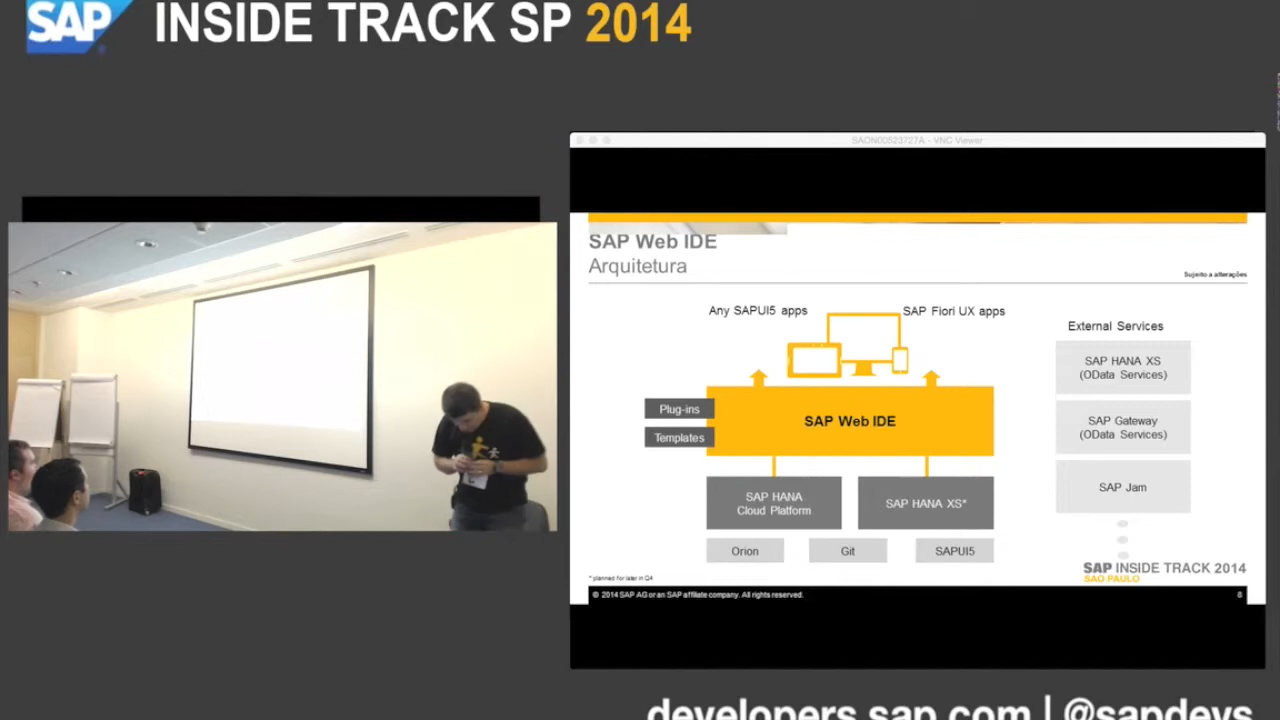 SAP INSIDE TRACK SP 2014
SAON00523727A - VNC Viewer
SAP Web IDE
Arquitetura
Sujeito a alterações
Any SAPUI5 apps
SAP Fiori UX apps
External Services
SAP HANA XS
(OData Services)
Plug-ins
Templates
SAP Web IDE
SAP Gateway
(OData Services)
SAP Jam
SAP HANA
Cloud Platform
SAP HANA XS*
Orion
Git
SAPUI5
* planned for later in Q4
SAP INSIDE TRACK 2014
SAO PAULO
© 2014 SAP AG or an SAP affiliate company. All rights reserved.
8
developers.sap.com | @sapdevs